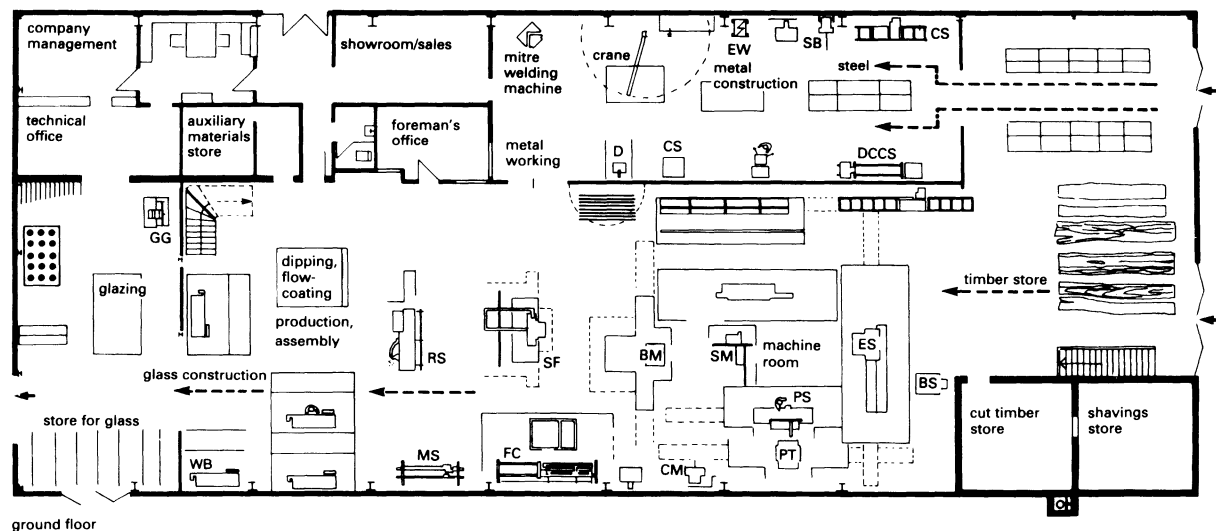 company
management
showroom/sales
mitre
welding
machine
crane
EW
metal
construction
SB
CS
steel
technical
office
auxiliary
materials
store
foreman's
office
metal
working
D
CS
DCCS
GG
glazing
dipping,
flow-
coating
production,
assembly
RS
SF
BM
SM
machine
room
ES
timber store
BS
glass construction
PS
store for glass
cut timber
store
shavings
store
WB
MS
FC
CM
PT
ground floor